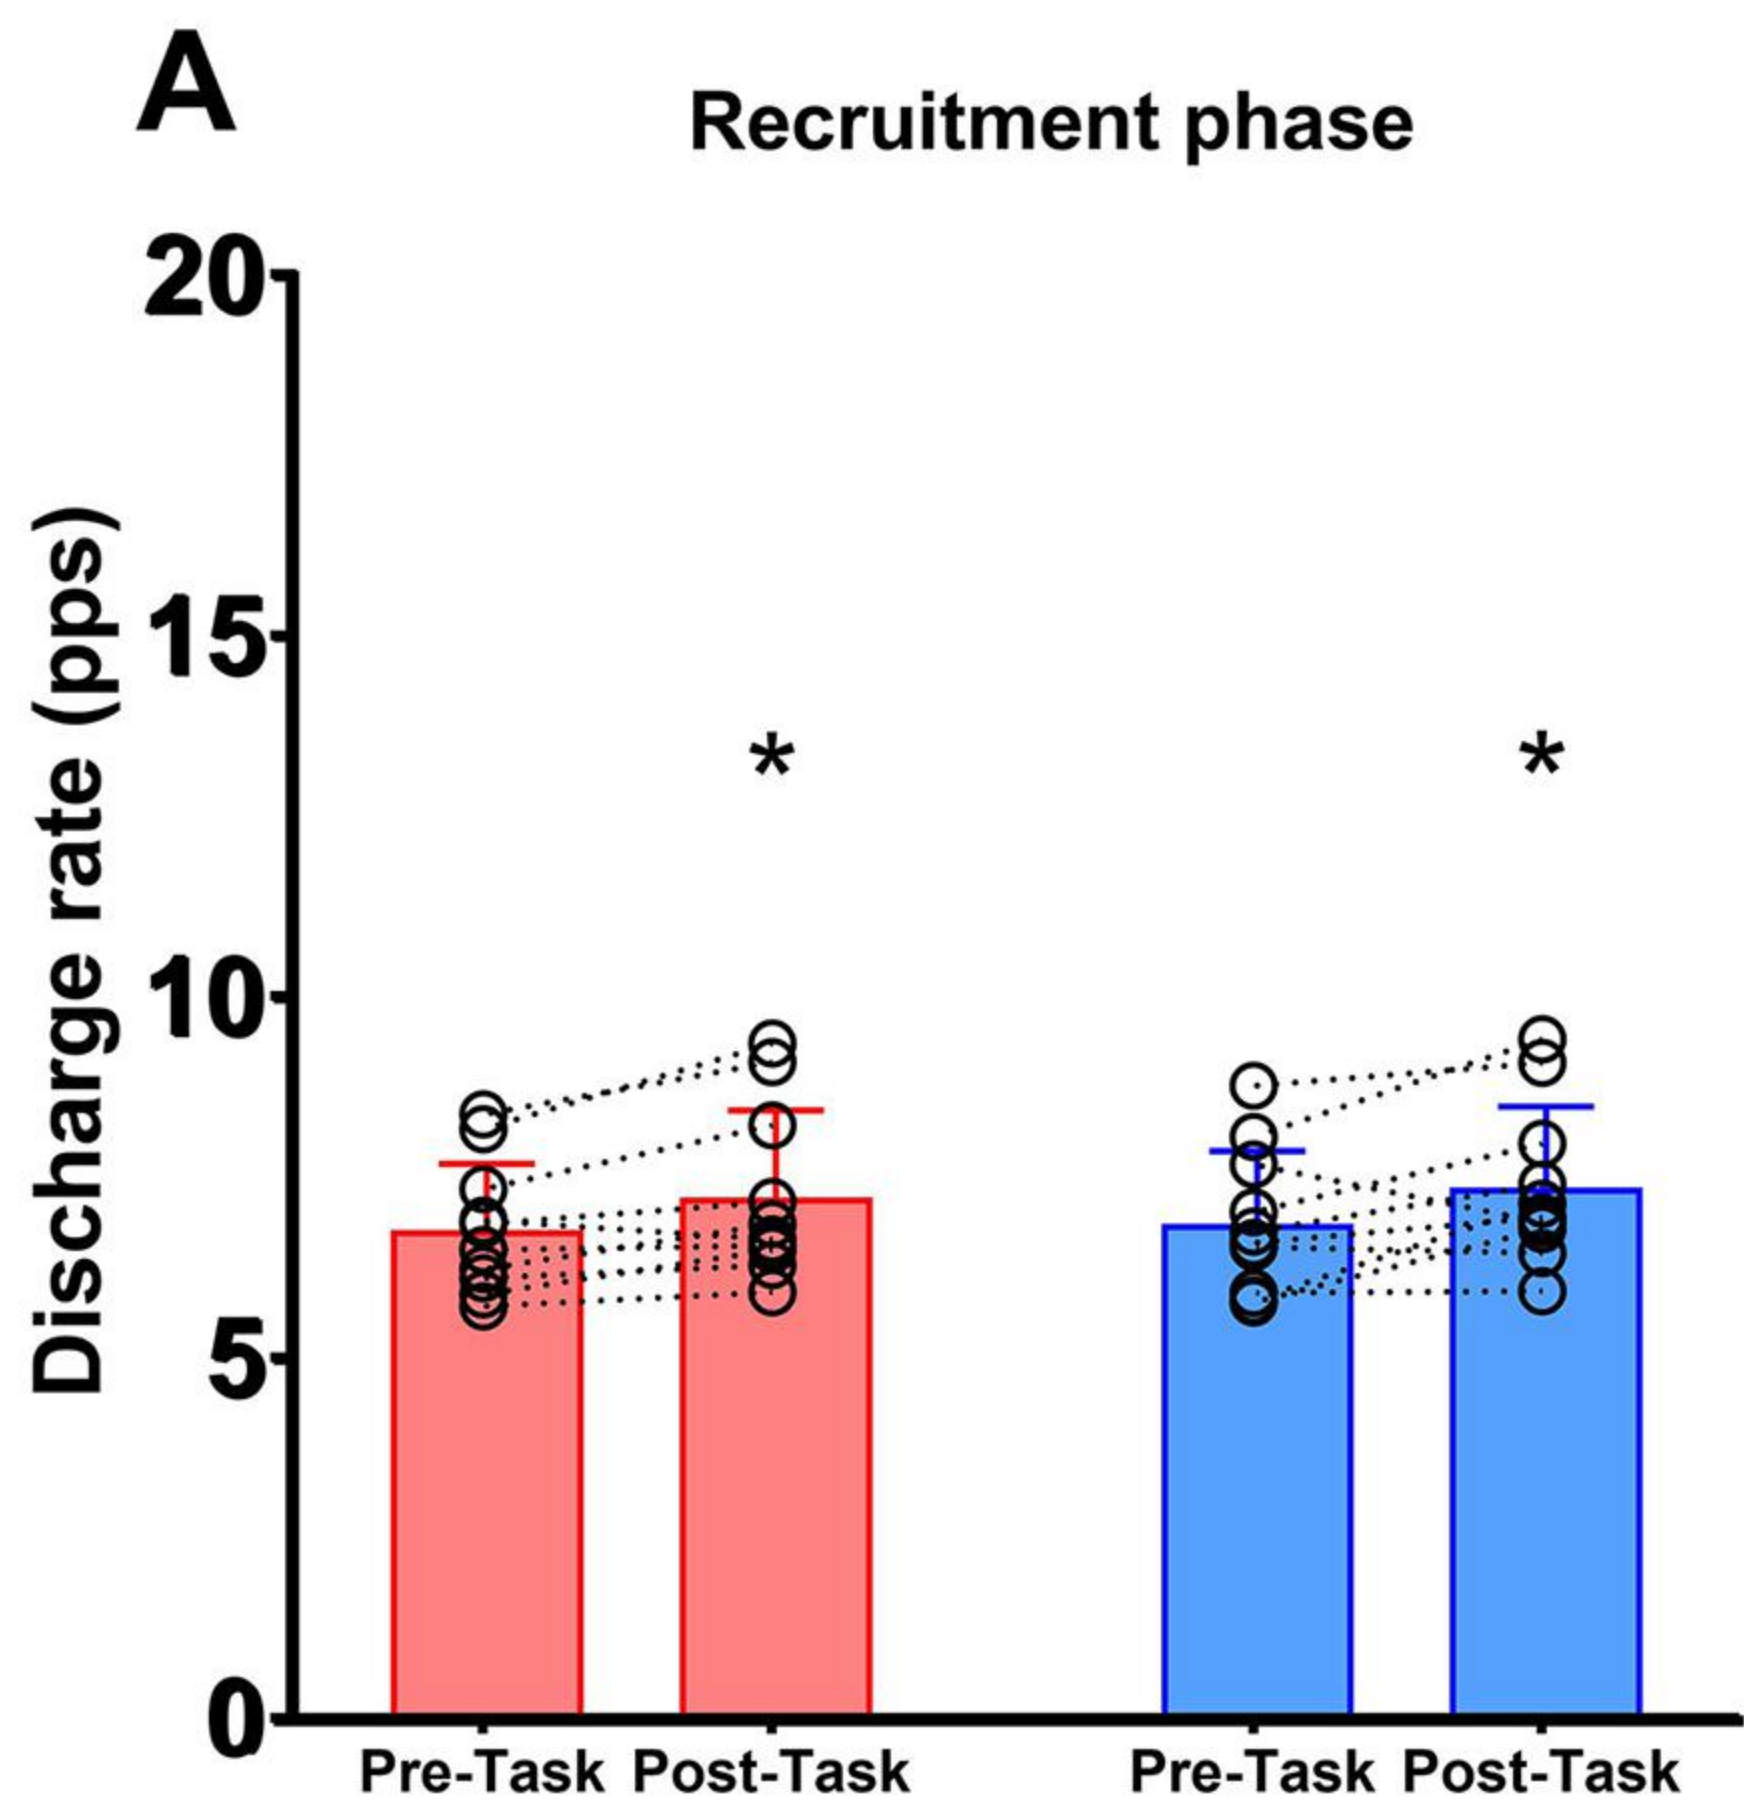 A
Recruitment phase
Discharge rate (pps)
20
15
10
5
0
*
*
Pre-Task Post-Task Pre-Task Post-Task